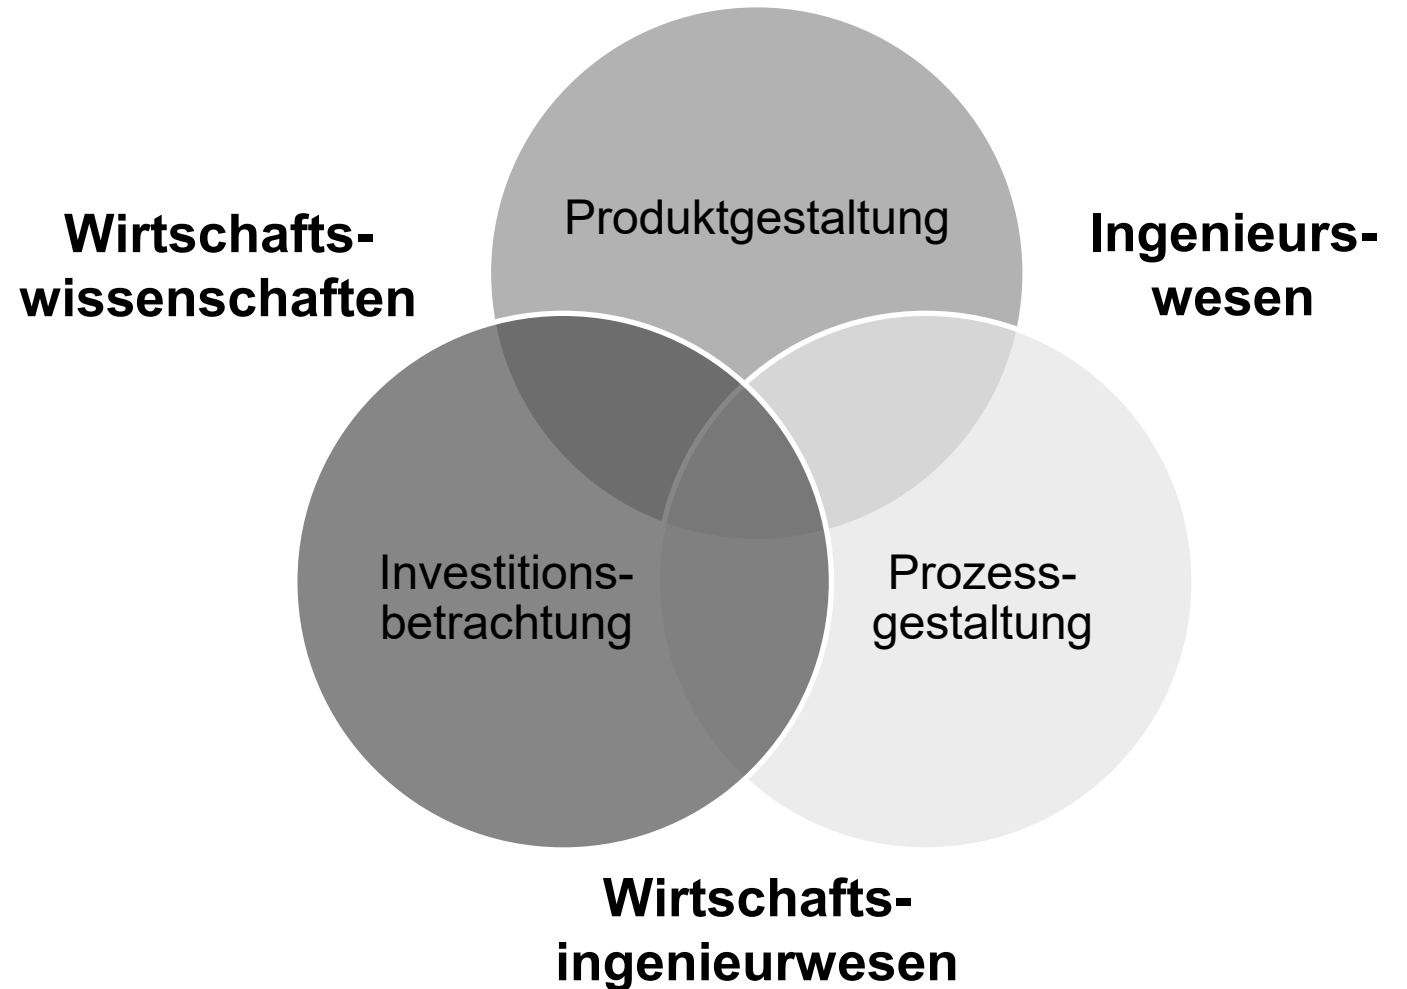 Produktgestaltung
Wirtschafts-
wissenschaften
Ingenieurs-
wesen
Investitions-
betrachtung
Prozess-
gestaltung
Wirtschafts-
ingenieurwesen